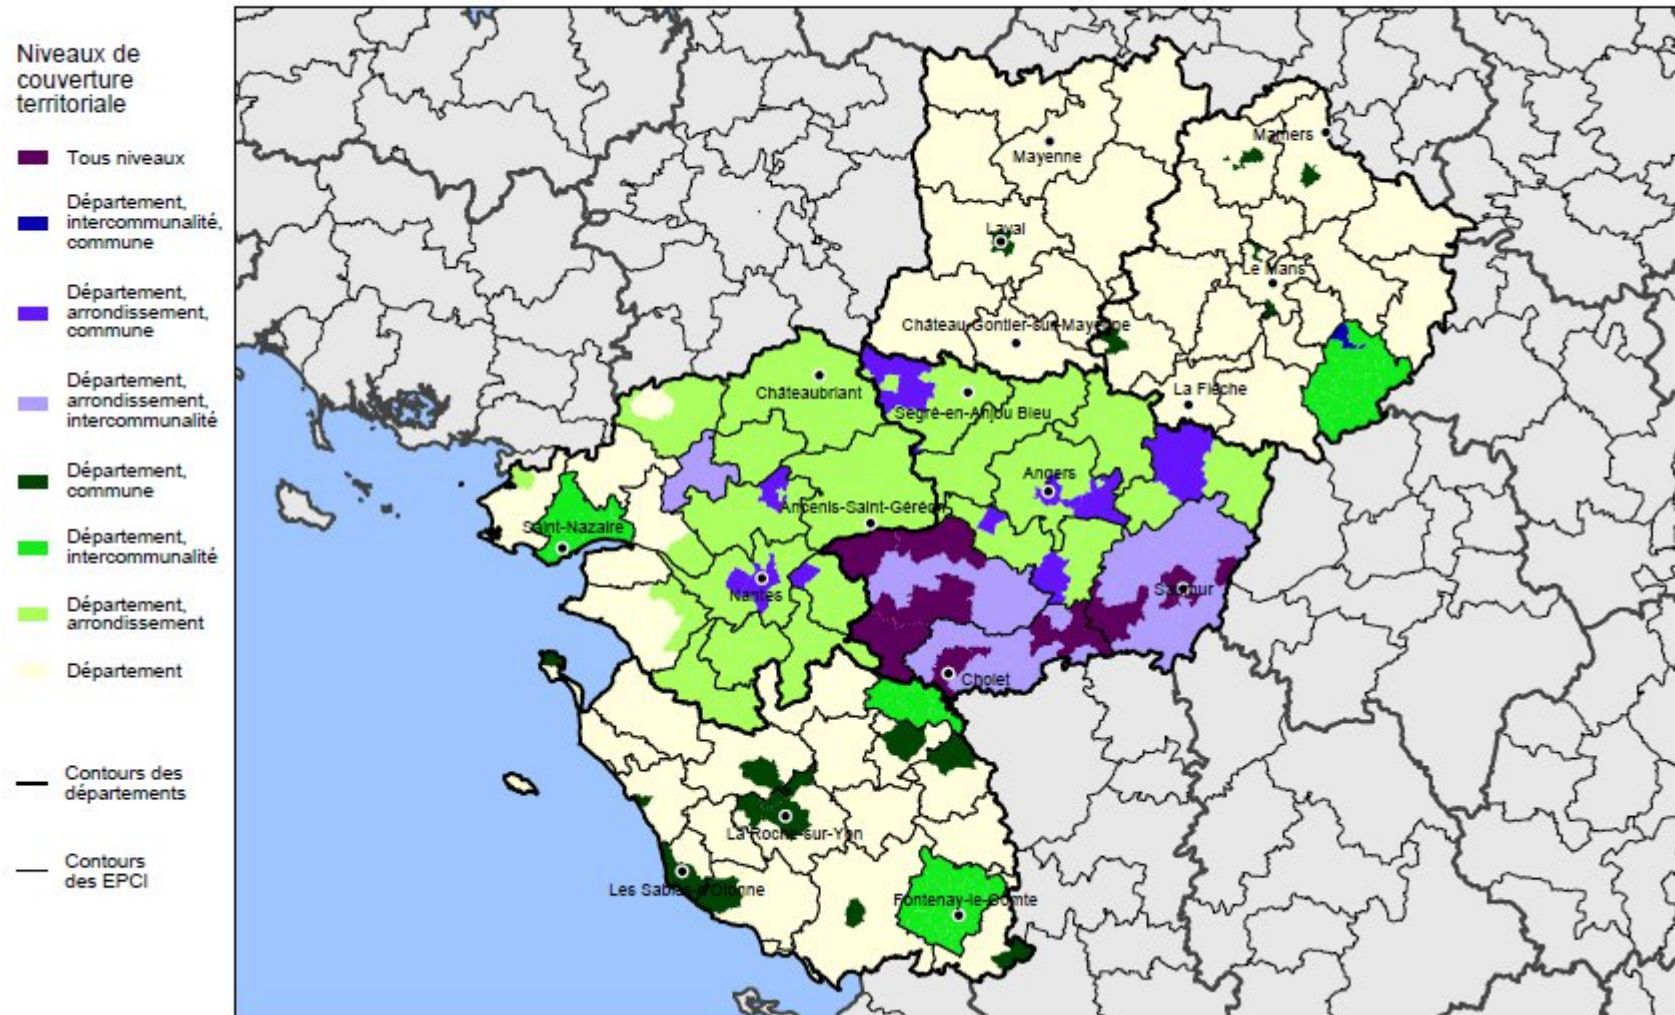 Niveaux de
couverture
territoriale
Tous niveaux
Département,
intercommunalité,
commune
Département,
arrondissement,
commune
Département,
arrondissement,
intercommunalité
Département,
commune
Département,
intercommunalité
Département,
arrondissement
Département
Contours des
départements
Contours
des EPCI
Mamers
Mayenne
Laval
Le Mans
Château-Gontier-sur-Mayenne
Châteaubriant
La Flèche
Segré-en-Anjou Bleu
Angers
Ancenis-Saint-Géréon
Saint-Nazaire
Nantes
Saumur
Cholet
La Roche-sur-Yon
Les Sables-d'Olonne
Fontenay-le-Comte